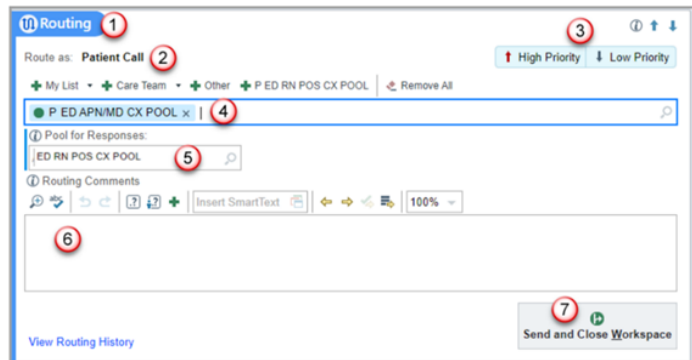 Routing 1
3
Route as: Patient Call 2
High Priority Low Priority
My List Care Team Other P ED RN POS CX POOL Remove All
P ED APN/MD CX POOL × 4
Pool for Responses:
ED RN POS CX POOL 5
Routing Comments
Insert SmartText 100%
6
7
Send and Close Workspace
View Routing History